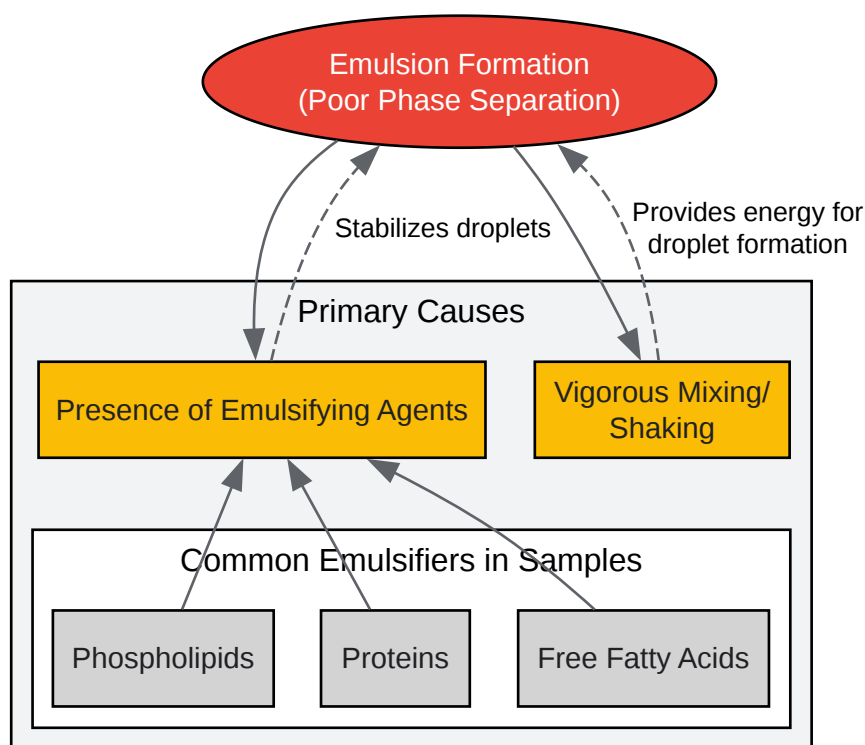 Emulsion Formation
(Poor Phase Separation)
Stabilizes droplets
Provides energy for
droplet formation
Primary Causes
Presence of Emulsifying Agents
Vigorous Mixing/
Shaking
Common Emulsifiers in Samples
Phospholipids
Proteins
Free Fatty Acids